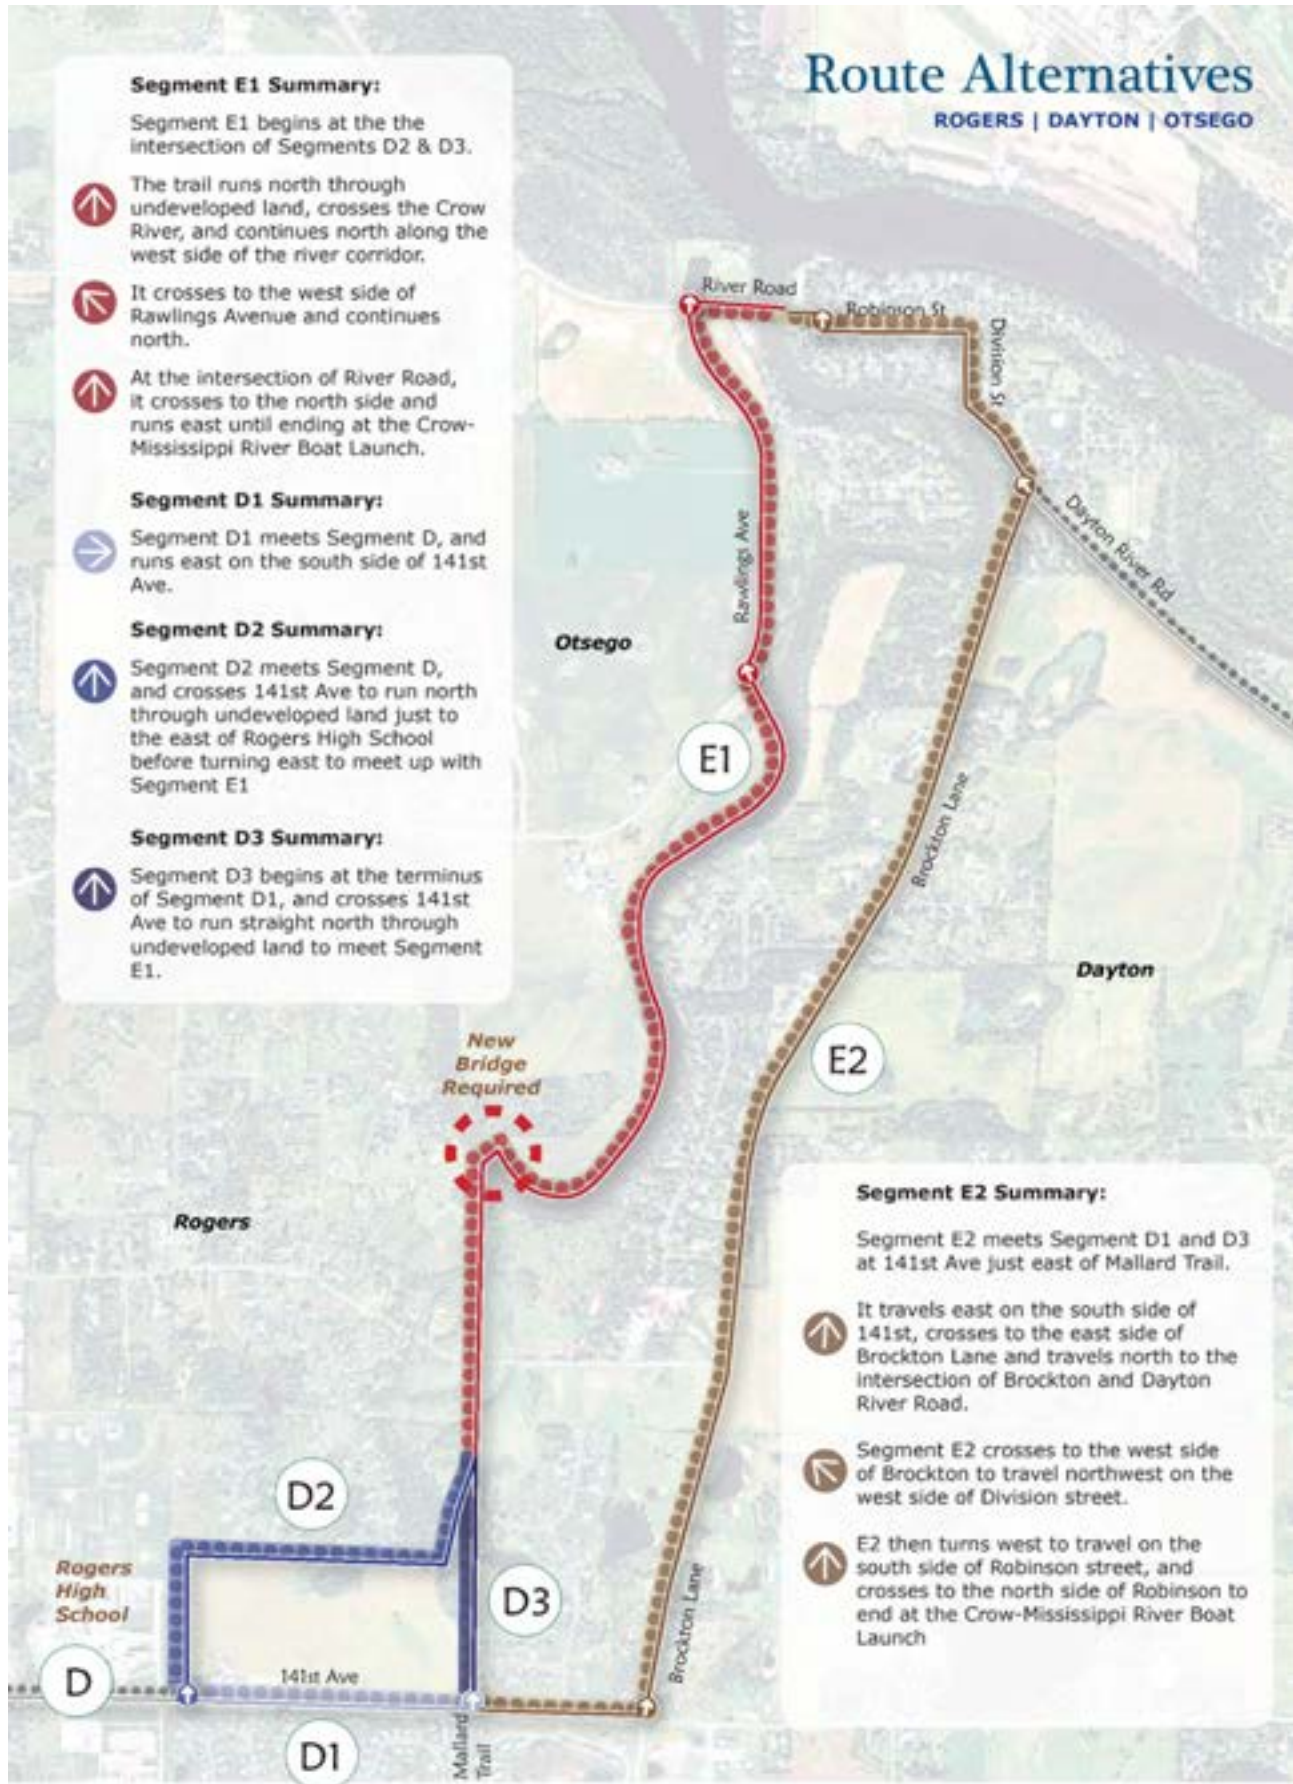 Route Alternatives
ROGERS | DAYTON | OTSEGO
Segment E1 Summary:
Segment E1 begins at the the
intersection of Segments D2 & D3.
The trail runs north through
undeveloped land, crosses the Crow
River, and continues north along the
west side of the river corridor.
It crosses to the west side of
Rawlings Avenue and continues
north.
At the intersection of River Road,
it crosses to the north side and
runs east until ending at the Crow-
Mississippi River Boat Launch.
Segment D1 Summary:
Segment D1 meets Segment D, and
runs east on the south side of 141st
Ave.
Segment D2 Summary:
Segment D2 meets Segment D,
and crosses 141st Ave to run north
through undeveloped land just to
the east of Rogers High School
before turning east to meet up with
Segment E1
Segment D3 Summary:
Segment D3 begins at the terminus
of Segment D1, and crosses 141st
Ave to run straight north through
undeveloped land to meet Segment
E1.
River Road
Robinson St
Division St
Dayton River Rd
Rawlings Ave
Otsego
E1
Brockton Lane
Dayton
New
Bridge
Required
E2
Rogers
Segment E2 Summary:
Segment E2 meets Segment D1 and D3
at 141st Ave just east of Mallard Trail.
It travels east on the south side of
141st, crosses to the east side of
Brockton Lane and travels north to the
intersection of Brockton and Dayton
River Road.
Segment E2 crosses to the west side
of Brockton to travel northwest on the
west side of Division street.
E2 then turns west to travel on the
south side of Robinson street, and
crosses to the north side of Robinson to
end at the Crow-Mississippi River Boat
Launch
D2
Rogers
High
School
D3
Brockton Lane
D
141st Ave
D1
Mallard
Trail